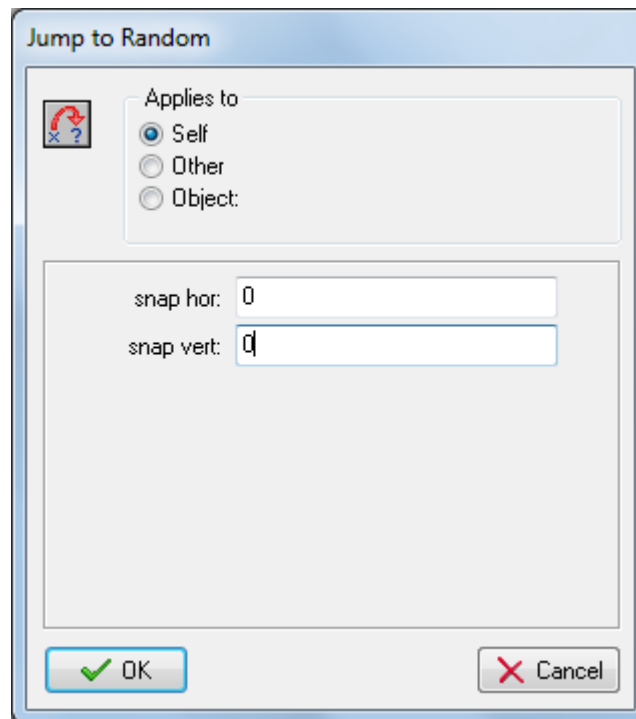 Jump to Random
Applies to
Self
Other
Object:
x ?
snap hor: 0
snap vert: 0
OK
Cancel